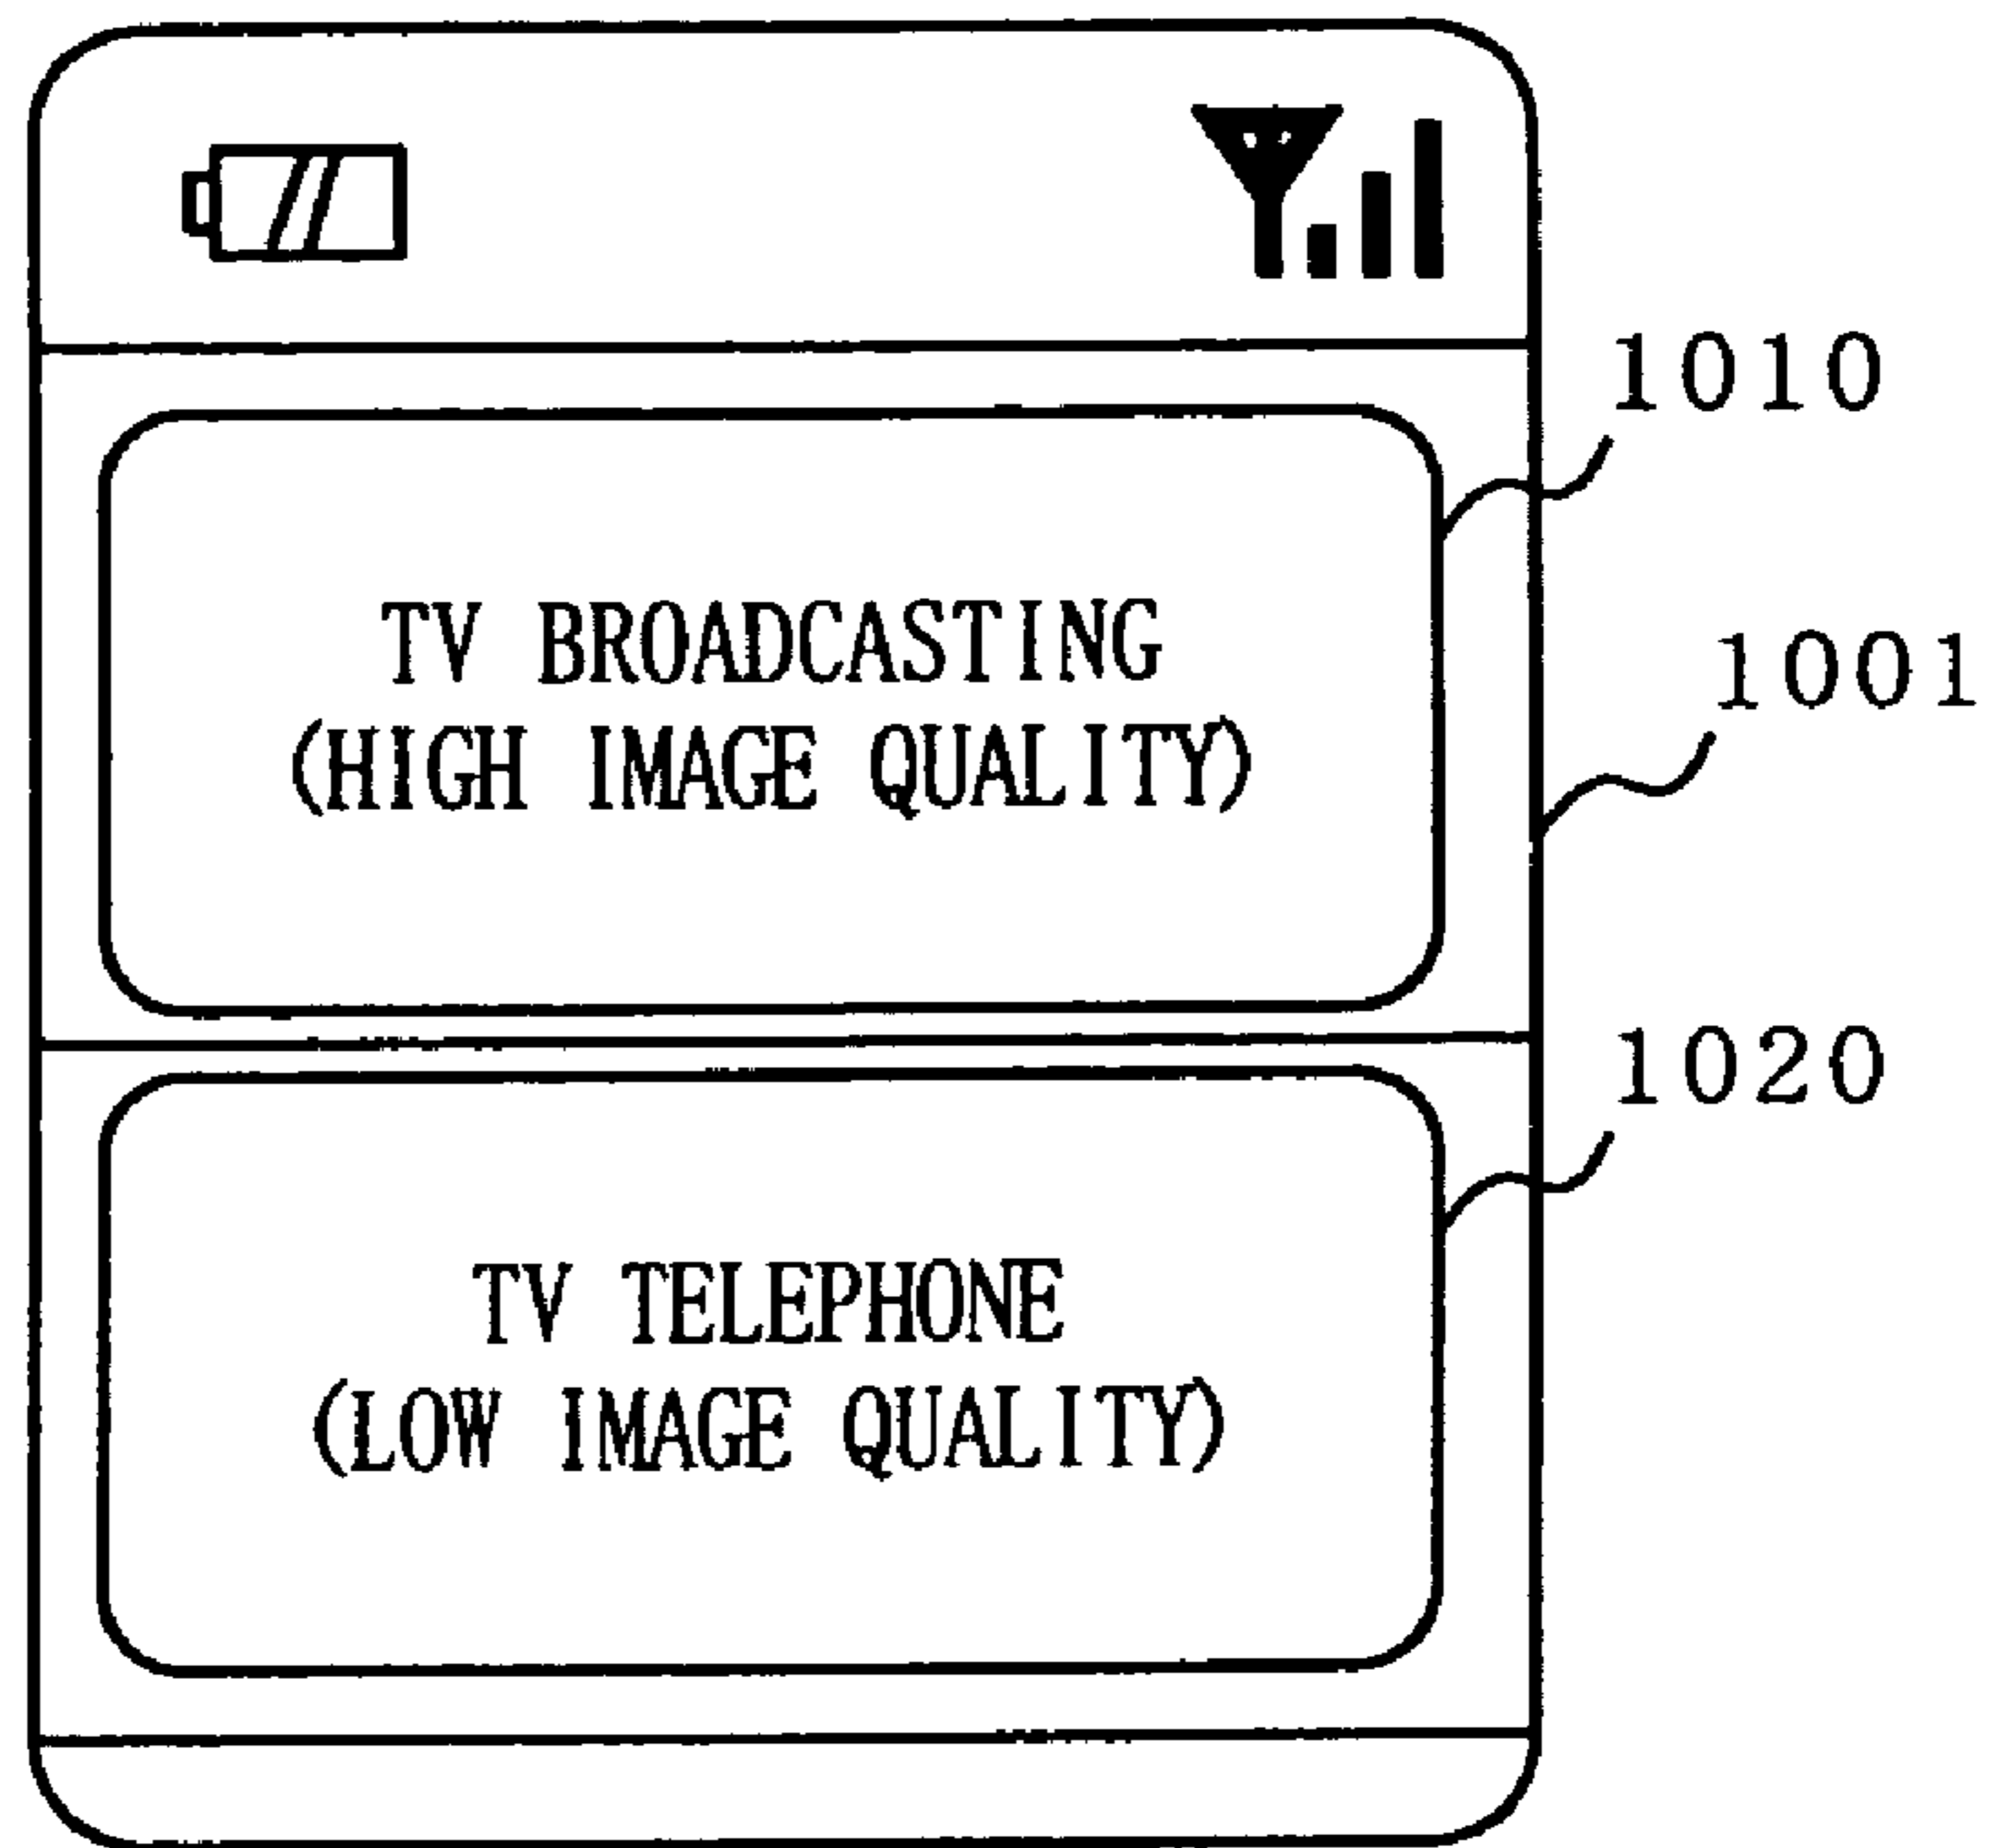 1010
TV BROADCASTING
(HIGH IMAGE QUALITY)
1001
1020
TV TELEPHONE
(LOW IMAGE QUALITY)